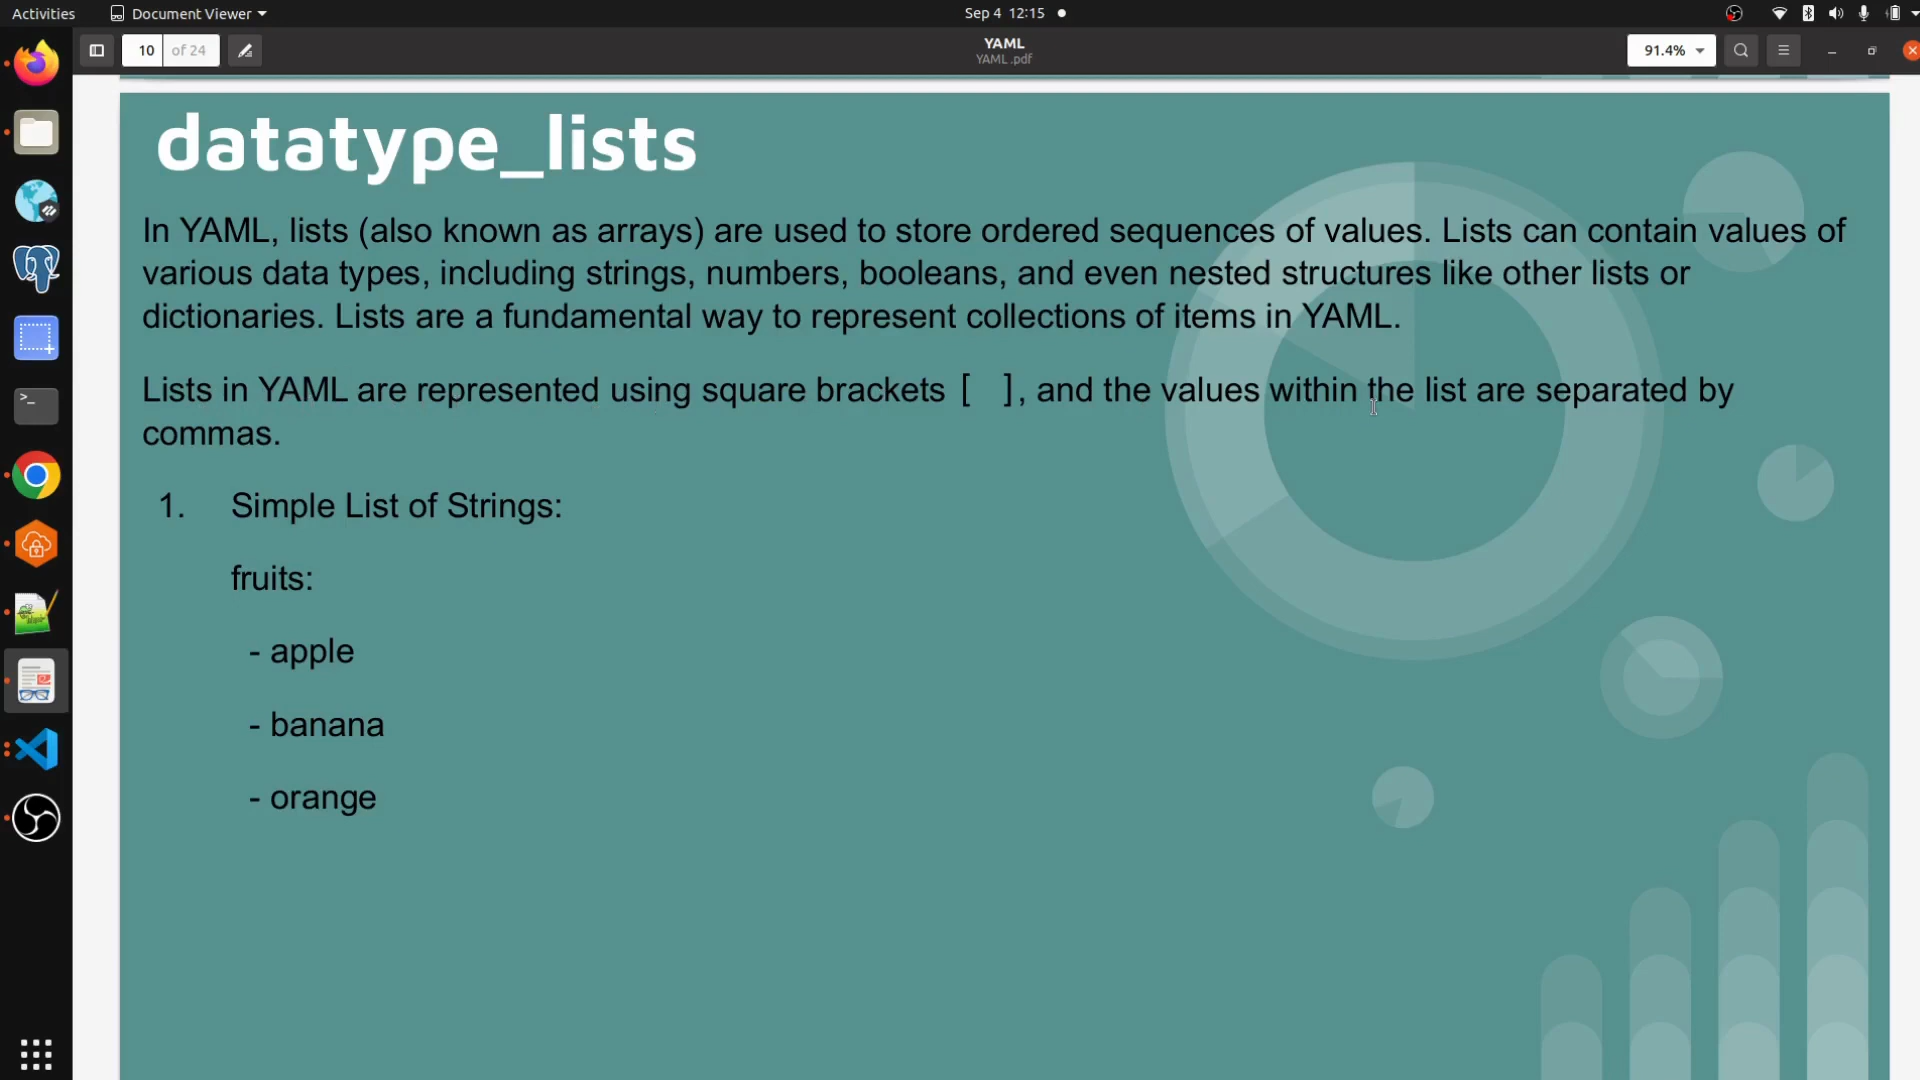 Activities
Document Viewer
Sep 4 12:15
10 of 24
YAML
YAML .pdf
91.4%
datatype_lists
In YAML, lists (also known as arrays) are used to store ordered sequences of values. Lists can contain values of
various data types, including strings, numbers, booleans, and even nested structures like other lists or
dictionaries. Lists are a fundamental way to represent collections of items in YAML.
Lists in YAML are represented using square brackets [ ], and the values within the list are separated by
commas.
1. Simple List of Strings:
fruits:
- apple
- banana
- orange